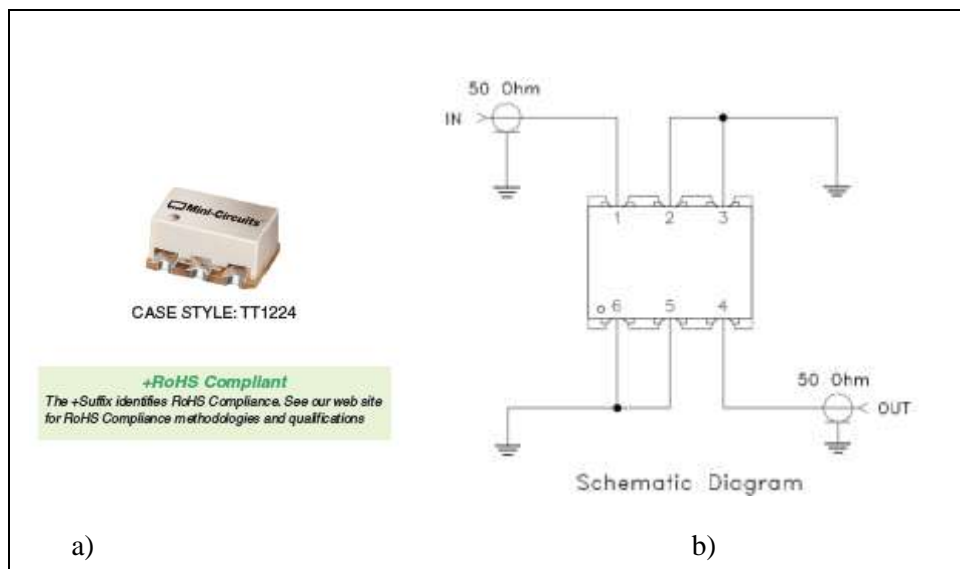 Mini-Circuits
CASE STYLE: TT1224
+RoHS Compliant
The +Suffix identifies RoHS Compliance. See our web site
for RoHS Compliance methodologies and qualifications
a)
50 Ohm
IN
1 2 3
6 5 4
50 Ohm
OUT
Schematic Diagram
b)